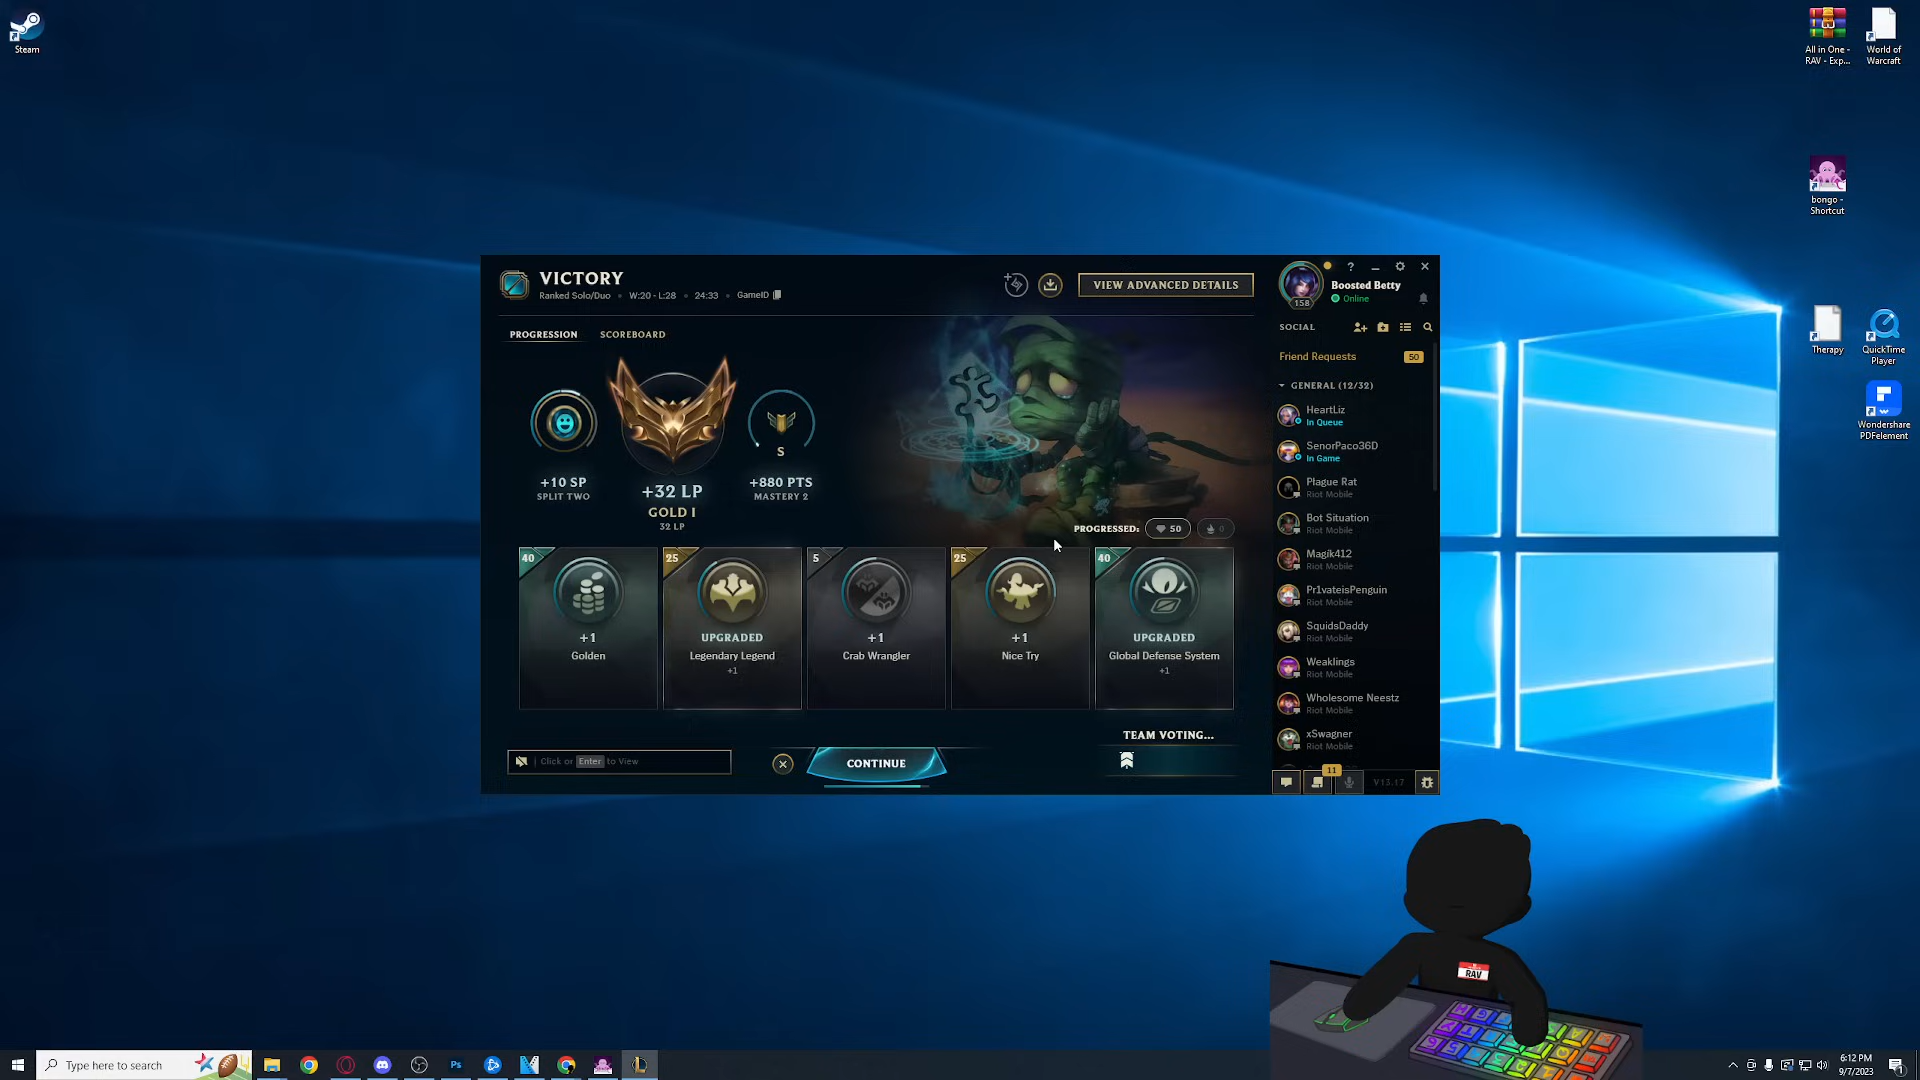 Steam
All in One -
RAV - Exp...
World of
Warcraft
bongo -
Shortcut
Therapy
QuickTime
Player
Wondershare
PDFelement
VICTORY
Ranked Solo/Duo • W:20 - L:28 • 24:33 • GameID
VIEW ADVANCED DETAILS
PROGRESSION
SCOREBOARD
+10 SP
SPLIT TWO
+32 LP
GOLD I
32 LP
S
+880 PTS
MASTERY 2
PROGRESSED:
50
0
40
+1
Golden
25
UPGRADED
Legendary Legend
+1
5
+1
Crab Wrangler
25
+1
Nice Try
40
UPGRADED
Global Defense System
+1
TEAM VOTING...
Click or Enter to View
CONTINUE
?
158
Boosted Betty
Online
SOCIAL
Friend Requests
50
GENERAL (12/32)
HeartLiz
In Queue
SenorPaco36D
In Game
Plague Rat
Riot Mobile
Bot Situation
Riot Mobile
Magik412
Riot Mobile
Pr1vateisPenguin
Riot Mobile
SquidsDaddy
Riot Mobile
Weaklings
Riot Mobile
Wholesome Neestz
Riot Mobile
xSwagner
Riot Mobile
11
V13.17
RAV
Type here to search
Ps
6:12 PM
9/7/2023
1